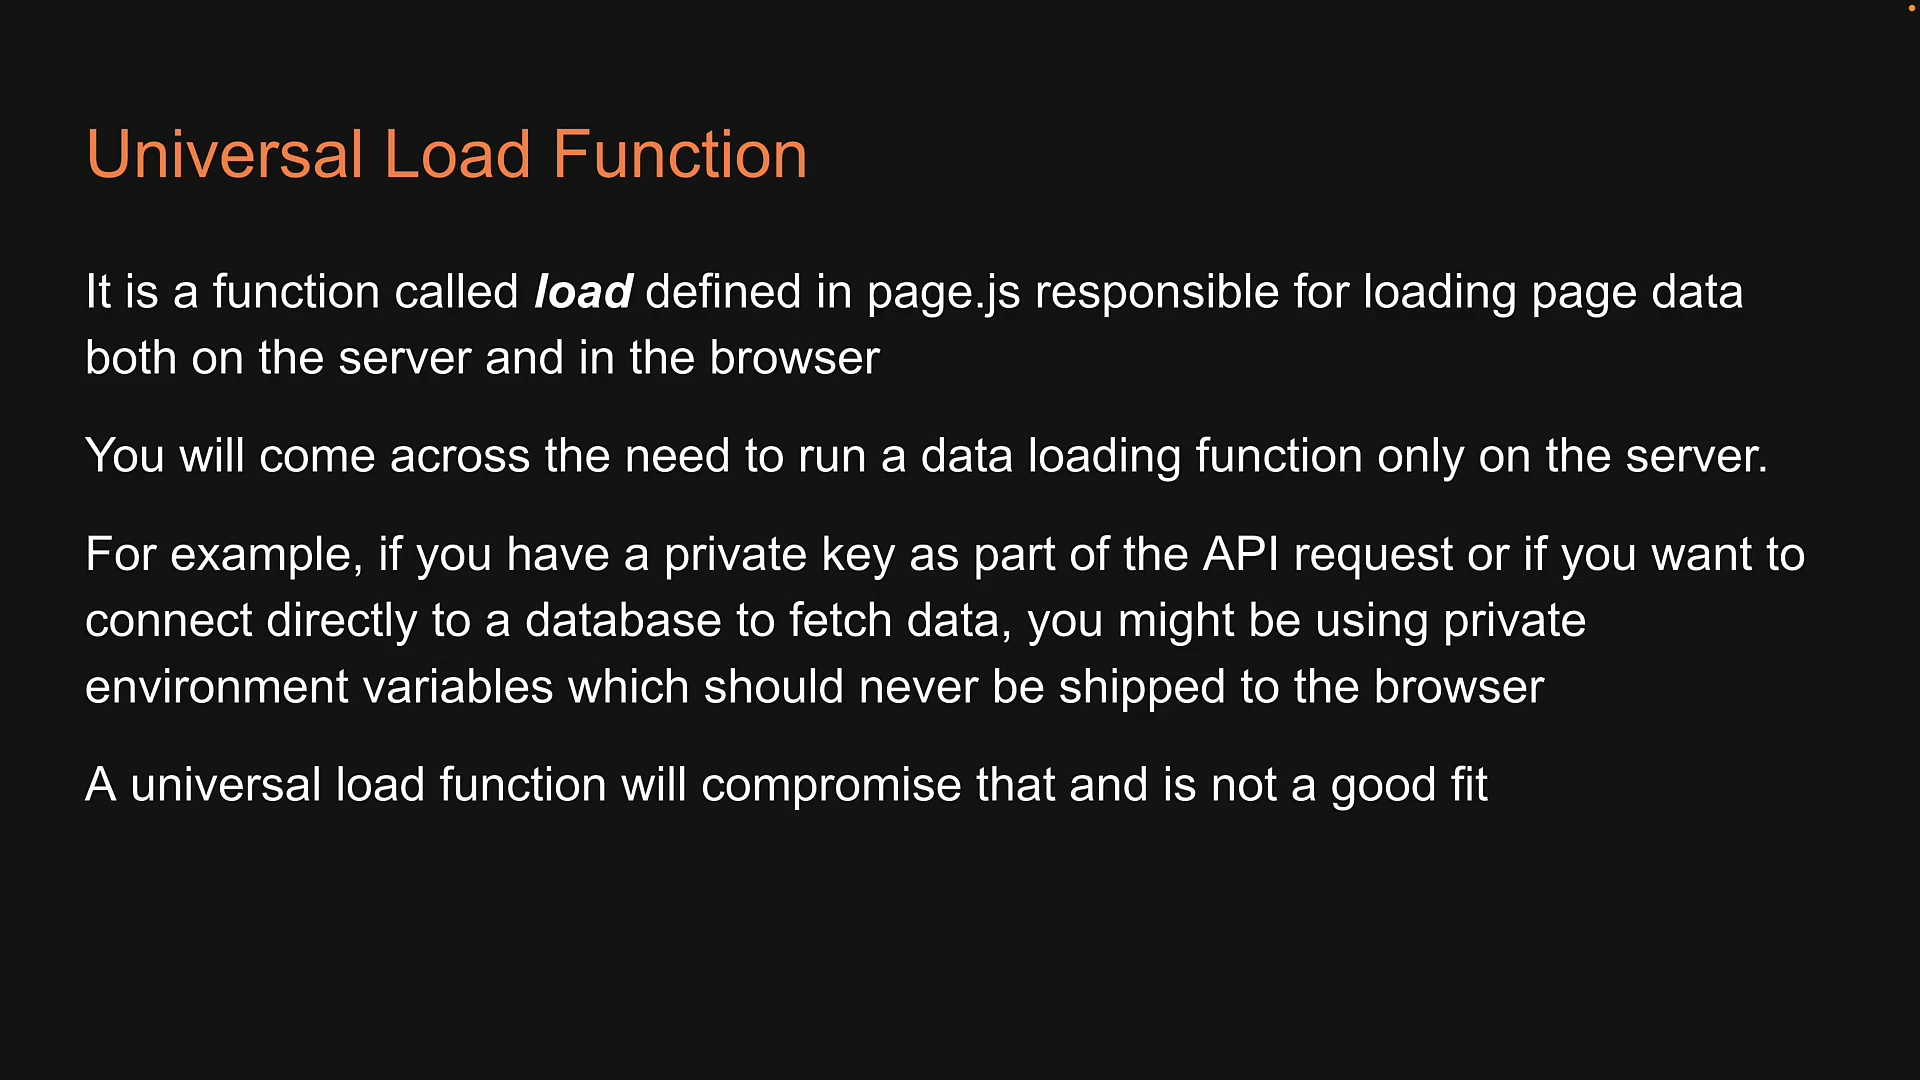 Universal Load Function
It is a function called load defined in page.js responsible for loading page data
both on the server and in the browser
You will come across the need to run a data loading function only on the server.
For example, if you have a private key as part of the API request or if you want to
connect directly to a database to fetch data, you might be using private
environment variables which should never be shipped to the browser
A universal load function will compromise that and is not a good fit